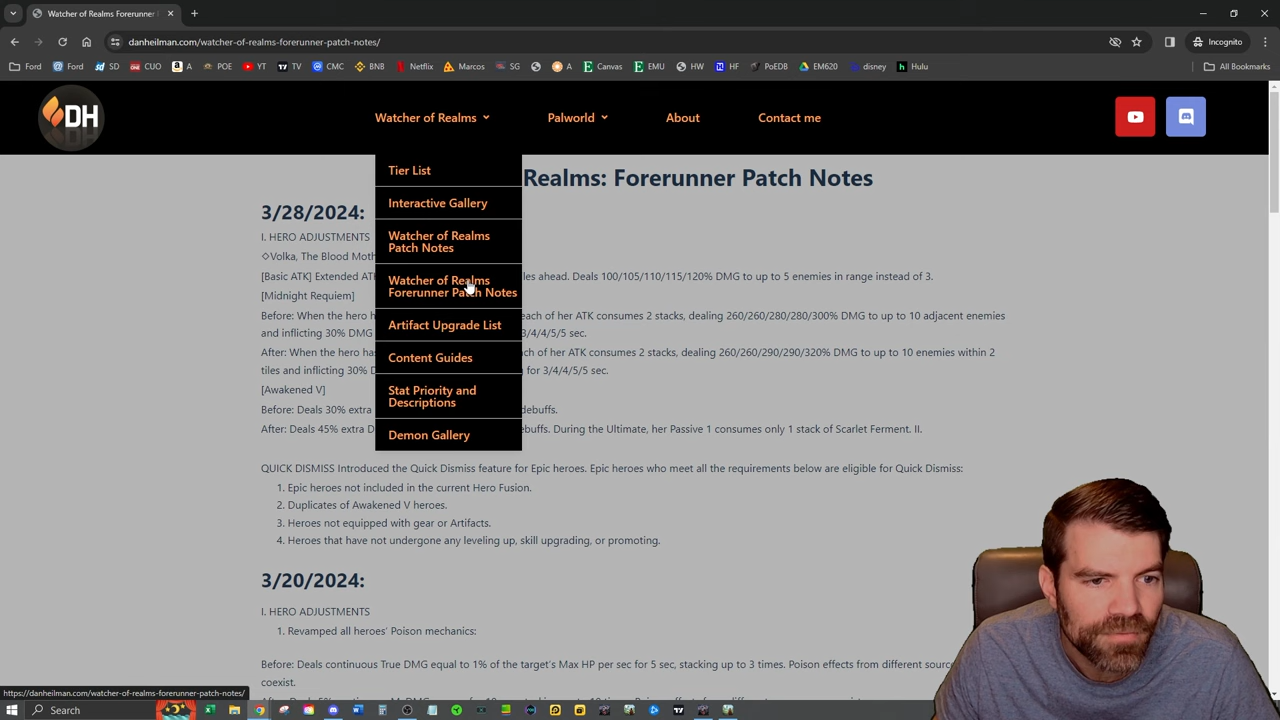 Watcher of Realms Forerunner
danheilman.com/watcher-of-realms-forerunner-patch-notes/
Incognito
Ford
Ford
SD
CUO
A
POE
YT
TV
CMC
BNB
Netflix
Marcos
SG
A
Canvas
EMU
HW
HF
PoEDB
EM620
disney
Hulu
All Bookmarks
DH
Watcher of Realms
Palworld
About
Contact me
Realms: Forerunner Patch Notes
Tier List
Interactive Gallery
Watcher of Realms
Patch Notes
Watcher of Realms
Forerunner Patch Notes
Artifact Upgrade List
Content Guides
Stat Priority and
Descriptions
Demon Gallery
3/28/2024:
I. HERO ADJUSTMENTS
◇Volka, The Blood Moth
[Basic ATK] Extended AT les ahead. Deals 100/105/110/115/120% DMG to up to 5 enemies in range instead of 3.
[Midnight Requiem]
Before: When the hero h each of her ATK consumes 2 stacks, dealing 260/260/280/280/300% DMG to up to 10 adjacent enemies
and inflicting 30% DMG 3/4/4/5/5 sec.
After: When the hero has ach of her ATK consumes 2 stacks, dealing 260/260/290/290/320% DMG to up to 10 enemies within 2
tiles and inflicting 30% D for 3/4/4/5/5 sec.
[Awakened V]
Before: Deals 30% extra debuffs.
After: Deals 45% extra D ebuffs. During the Ultimate, her Passive 1 consumes only 1 stack of Scarlet Ferment. II.
QUICK DISMISS Introduced the Quick Dismiss feature for Epic heroes. Epic heroes who meet all the requirements below are eligible for Quick Dismiss:
1. Epic heroes not included in the current Hero Fusion.
2. Duplicates of Awakened V heroes.
3. Heroes not equipped with gear or Artifacts.
4. Heroes that have not undergone any leveling up, skill upgrading, or promoting.
3/20/2024:
I. HERO ADJUSTMENTS
1. Revamped all heroes' Poison mechanics:
Before: Deals continuous True DMG equal to 1% of the target's Max HP per sec for 5 sec, stacking up to 3 times. Poison effects from different sourc
coexist.
https://danheilman.com/watcher-of-realms-forerunner-patch-notes/
Search